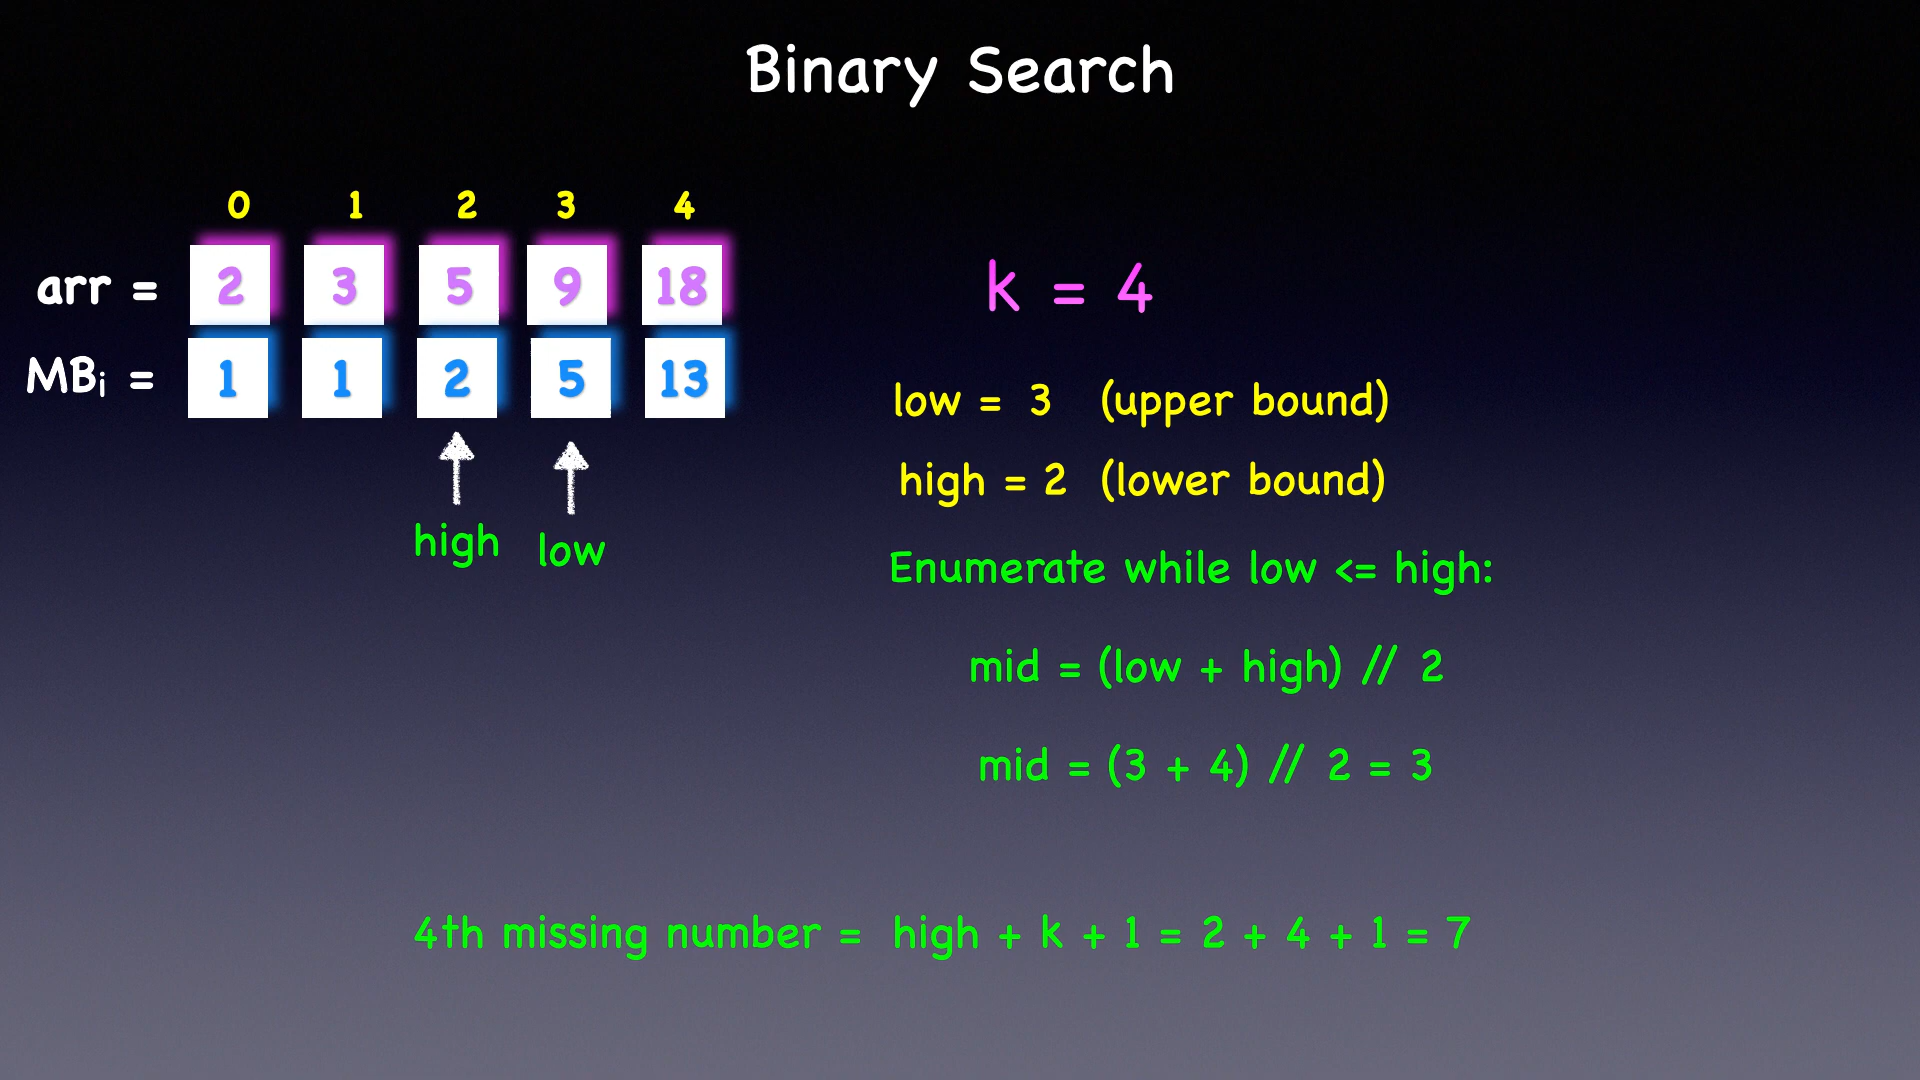 Binary Search
0 1 2 3 4
arr = 2 3 5 9 18
MBi = 1 1 2 5 13
high low
k = 4
low = 3 (upper bound)
high = 2 (lower bound)
Enumerate while low <= high:
mid = (low + high) // 2
mid = (3 + 4) // 2 = 3
4th missing number = high + k + 1 = 2 + 4 + 1 = 7